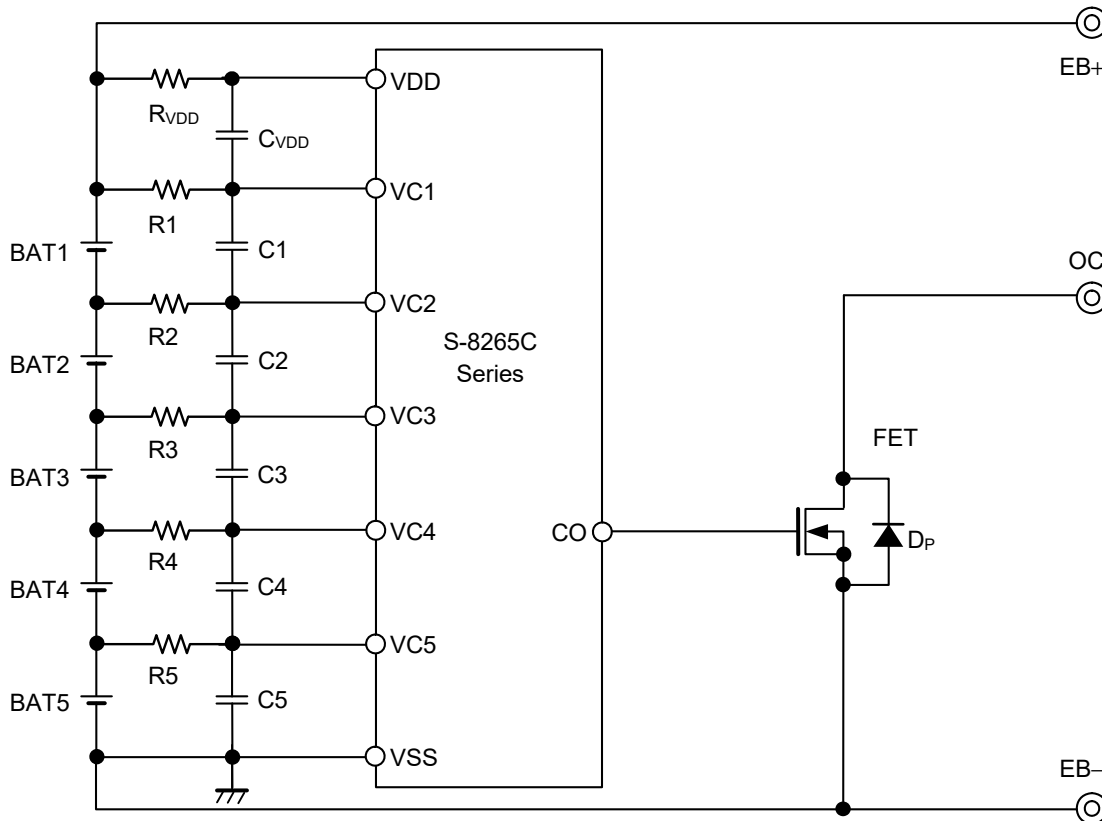 EB+
VDD
RVDD
CVDD
VC1
R1
BAT1
C1
OC
VC2
R2
S-8265C
Series
BAT2
C2
VC3
R3
FET
BAT3
C3
VC4
CO
R4
DP
BAT4
C4
VC5
R5
BAT5
C5
VSS
EB−